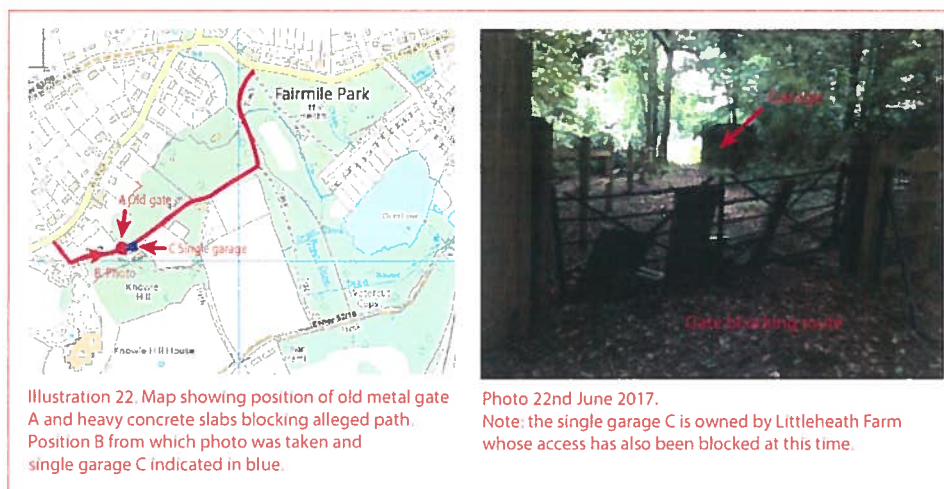 Fairmile Park
A Old gate
C Single garage
B. Photo
Knowle
Hill
Knowle Hill House
Esher 52/18
Illustration 22. Map showing position of old metal gate
A and heavy concrete slabs blocking alleged path.
Position B from which photo was taken and
single garage C indicated in blue.
Garage
Gate blocking route
Photo 22nd June 2017.
Note: the single garage C is owned by Littleheath Farm
whose access has also been blocked at this time.